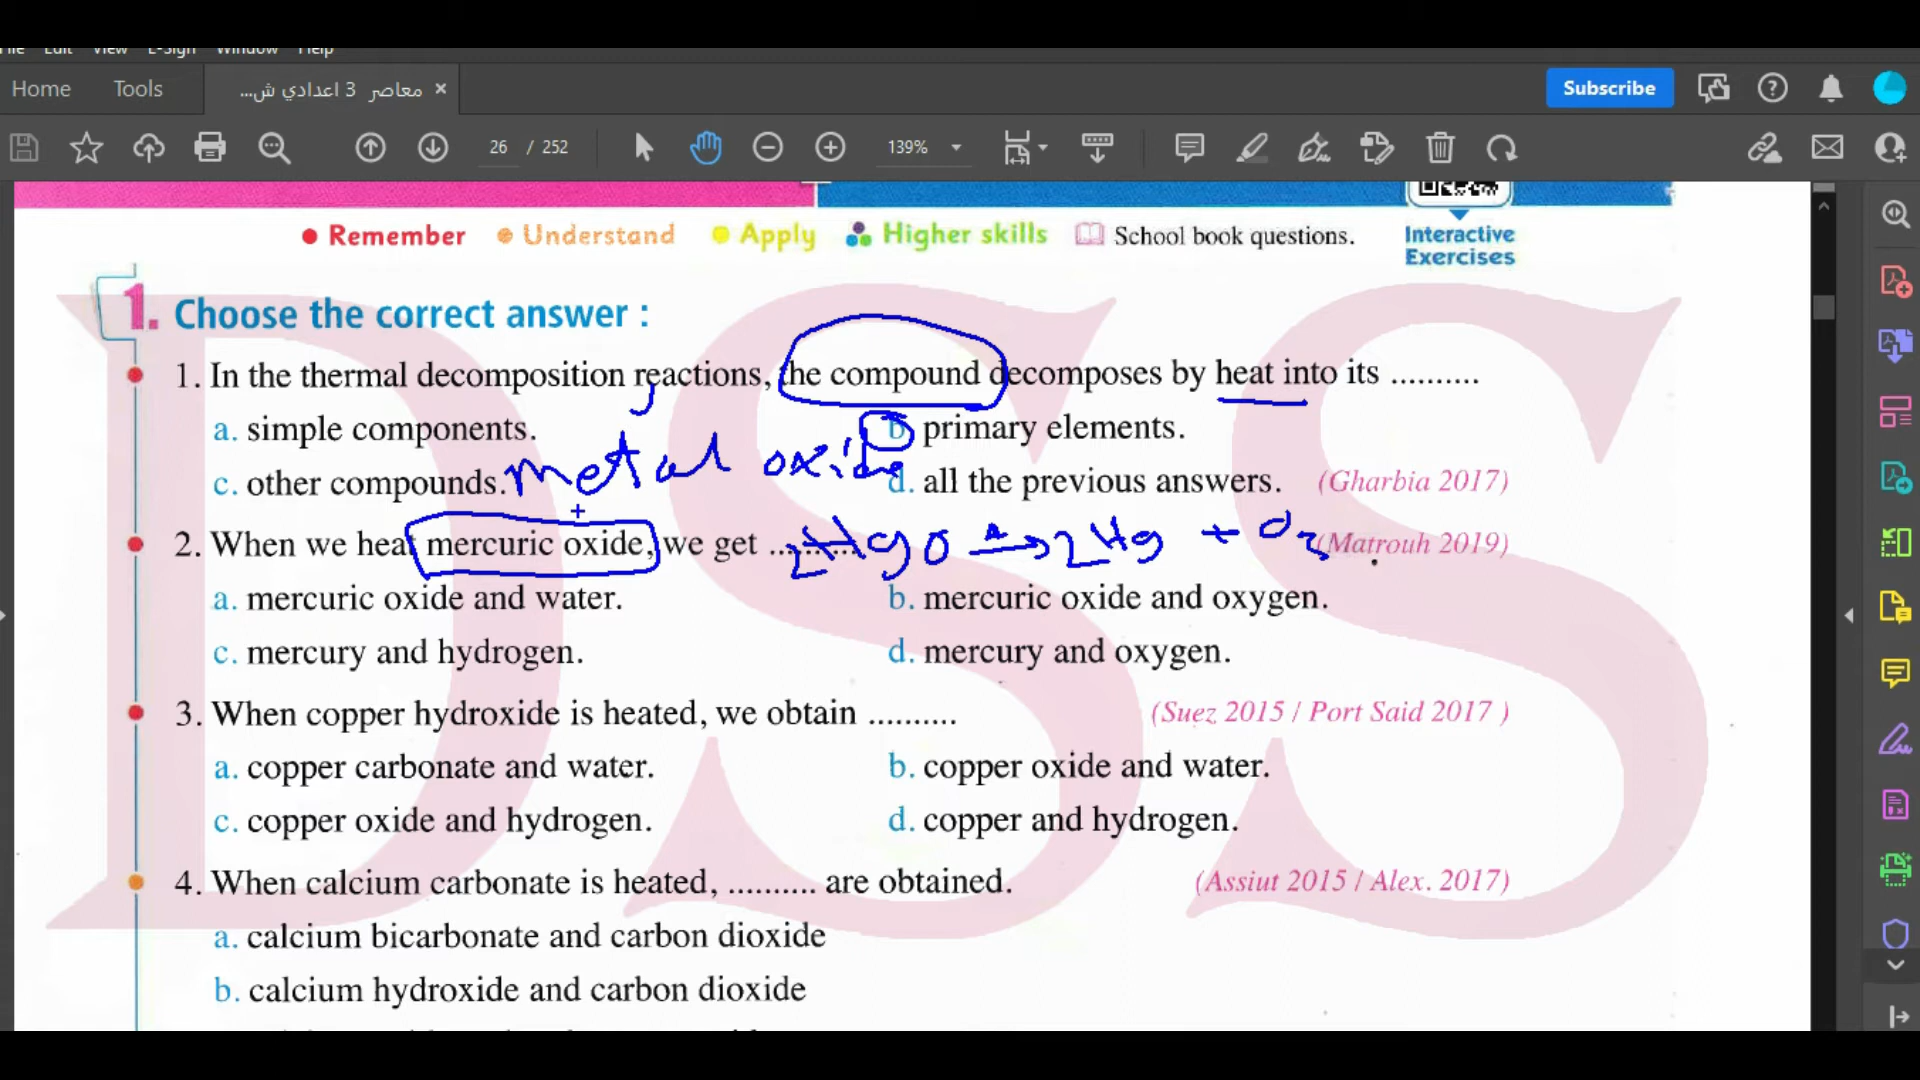 File Edit View E-Sign Window Help
Home Tools معاصر 3 اعدادي ش... × Subscribe
26 / 252 139%
Remember Understand Apply Higher skills School book questions. Interactive Exercises
1. Choose the correct answer :
1. In the thermal decomposition reactions, the compound decomposes by heat into its ..........
a. simple components. b. primary elements.
metal oxide
c. other compounds. d. all the previous answers. (Gharbia 2017)
2. When we heat mercuric oxide, we get .......... 2HgO →Δ 2Hg + O2 (Matrouh 2019)
a. mercuric oxide and water. b. mercuric oxide and oxygen.
c. mercury and hydrogen. d. mercury and oxygen.
3. When copper hydroxide is heated, we obtain .......... (Suez 2015 / Port Said 2017 )
a. copper carbonate and water. b. copper oxide and water.
c. copper oxide and hydrogen. d. copper and hydrogen.
4. When calcium carbonate is heated, .......... are obtained. (Assiut 2015 / Alex. 2017)
a. calcium bicarbonate and carbon dioxide
b. calcium hydroxide and carbon dioxide
DSS